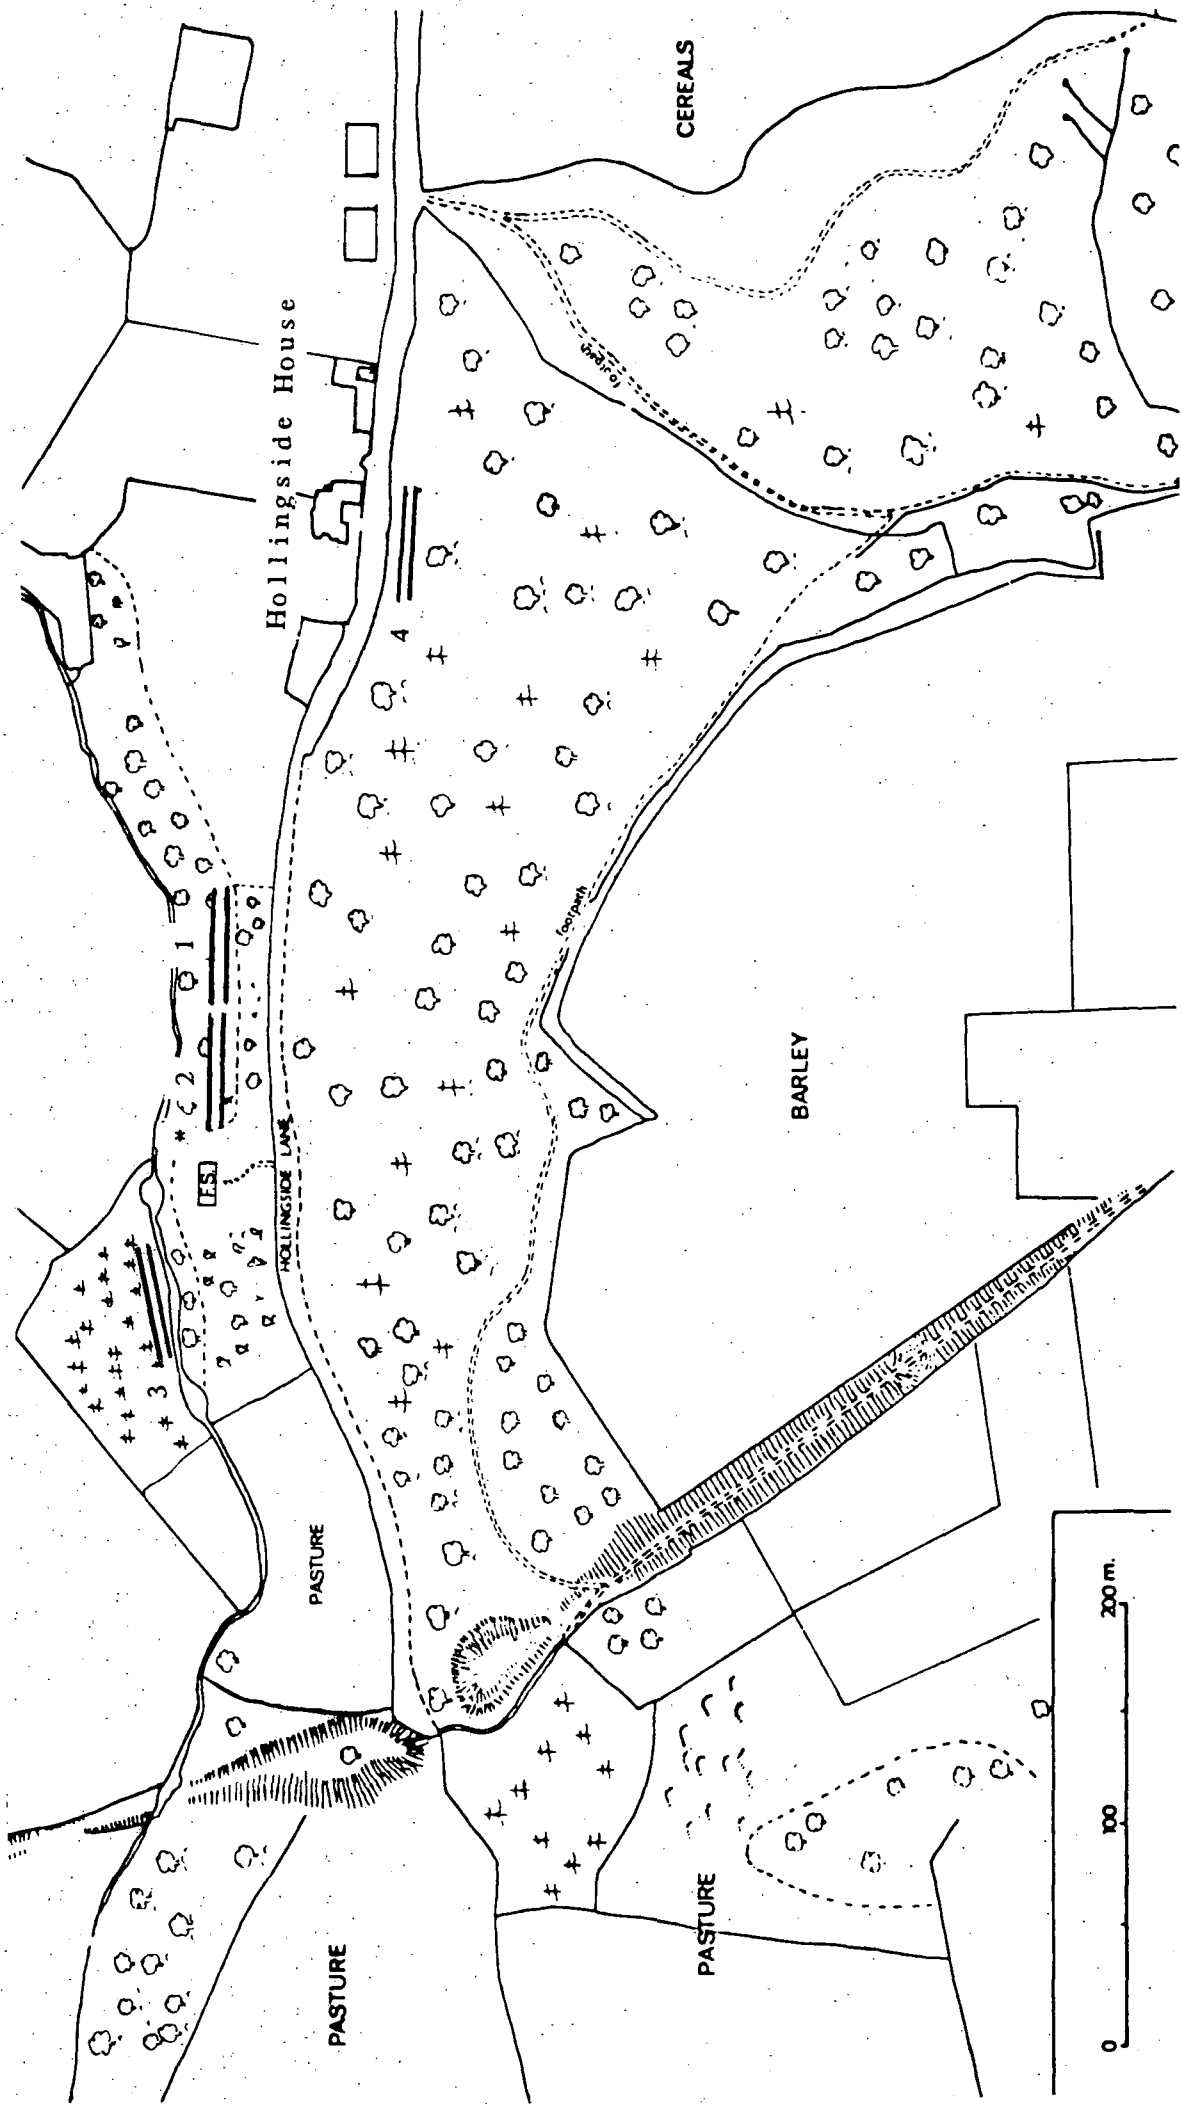 CEREALS
Hollingside House
footpath
4
1
2
F.S.
HOLLINGSIDE LANE
3
footpath
BARLEY
PASTURE
PASTURE
PASTURE
0
100
200 m.